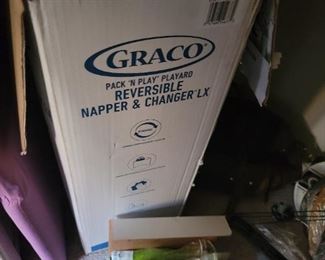 GRACO
PACK 'N PLAY PLAYARD
REVERSIBLE
NAPPER & CHANGER LX